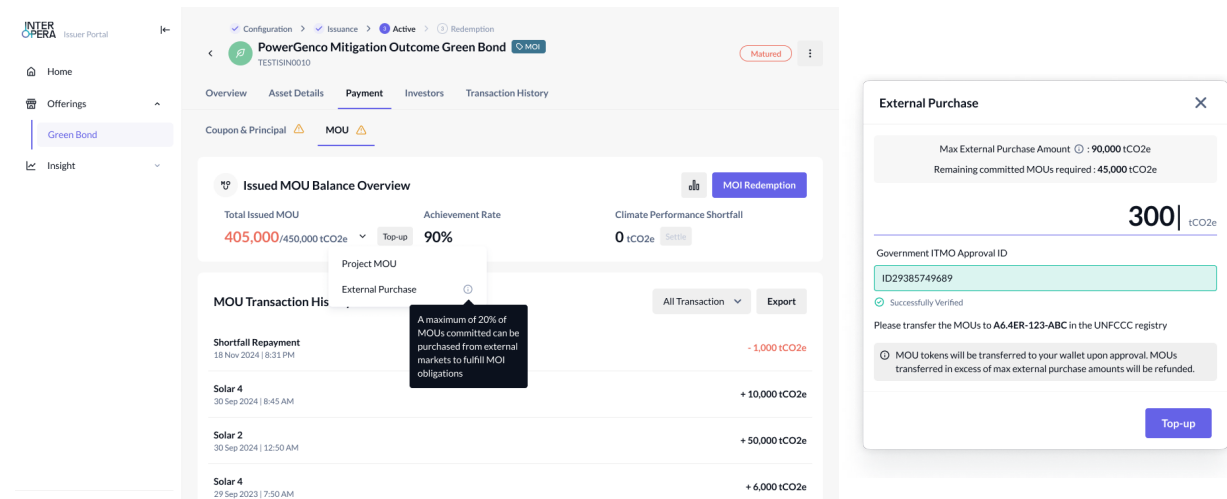 INTER
OPERA Issuer Portal
Home
Offerings
Green Bond
Insight
Configuration > Issuance > 3 Active > 4 Redemption
PowerGenco Mitigation Outcome Green Bond MOI
TESTISIN0010
Matured
Overview Asset Details Payment Investors Transaction History
Coupon & Principal MOU
Issued MOU Balance Overview
MOI Redemption
Total Issued MOU Achievement Rate Climate Performance Shortfall
405,000/450,000 tCO2e Top-up 90% 0 tCO2e Settle
Project MOU
External Purchase
A maximum of 20% of
MOUs committed can be
purchased from external
markets to fulfill MOI
obligations
MOU Transaction His
All Transaction Export
Shortfall Repayment
18 Nov 2024 | 8:31 PM
- 1,000 tCO2e
Solar 4
30 Sep 2024 | 8:45 AM
+ 10,000 tCO2e
Solar 2
30 Sep 2024 | 12:50 AM
+ 50,000 tCO2e
Solar 4
29 Sep 2023 | 7:50 AM
+ 6,000 tCO2e
External Purchase
Max External Purchase Amount : 90,000 tCO2e
Remaining committed MOUs required : 45,000 tCO2e
300 tCO2e
Government ITMO Approval ID
ID29385749689
Successfully Verified
Please transfer the MOUs to A6.4ER-123-ABC in the UNFCCC registry
MOU tokens will be transferred to your wallet upon approval. MOUs
transferred in excess of max external purchase amounts will be refunded.
Top-up